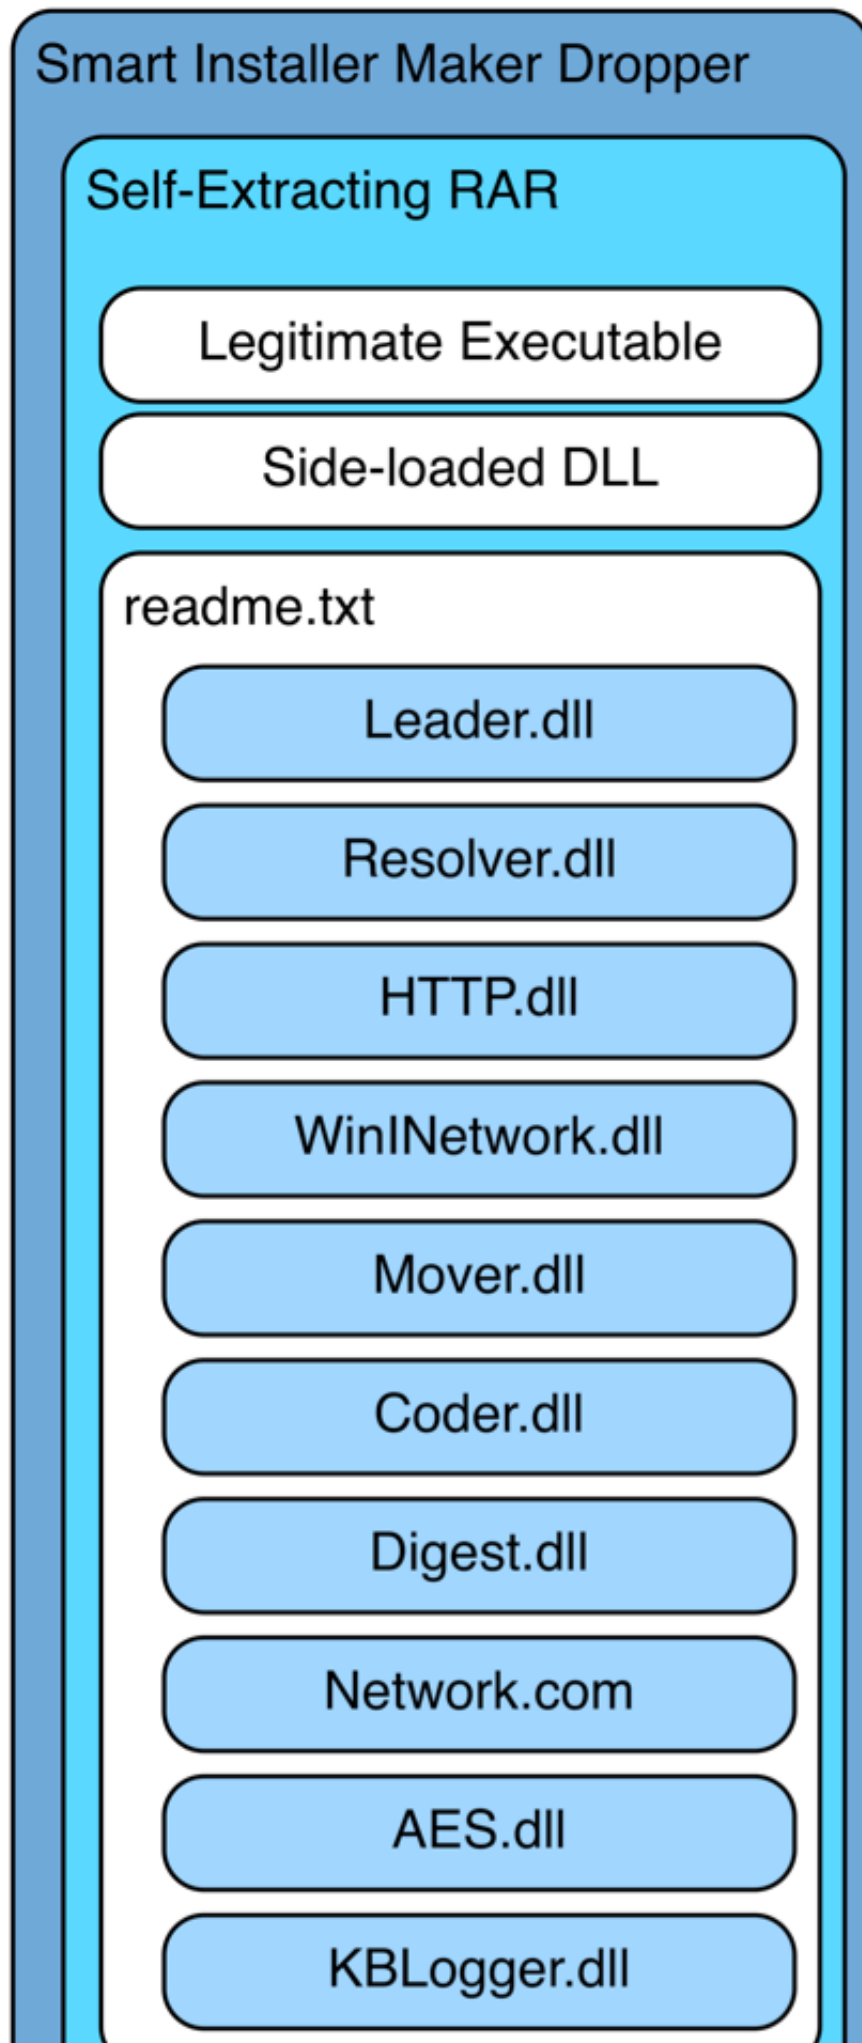 Smart Installer Maker Dropper
Self-Extracting RAR
Legitimate Executable
Side-loaded DLL
readme.txt
Leader.dll
Resolver.dll
HTTP.dll
WinINetwork.dll
Mover.dll
Coder.dll
Digest.dll
Network.com
AES.dll
KBLogger.dll